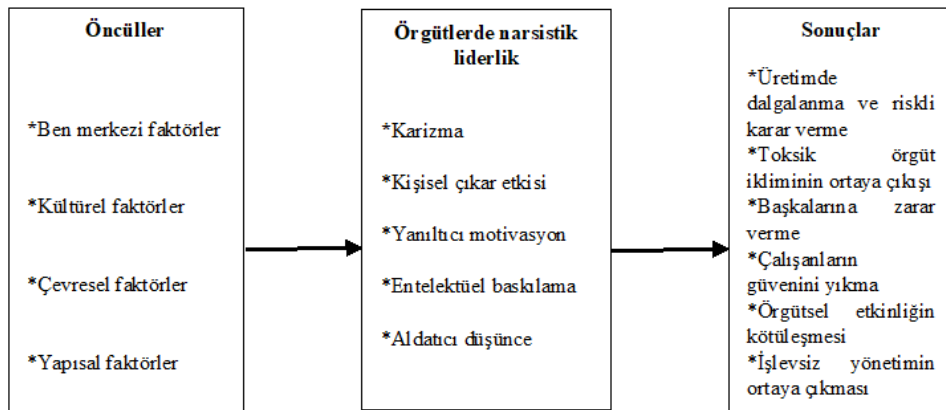 Öncüller
*Ben merkezi faktörler
*Kültürel faktörler
*Çevresel faktörler
*Yapısal faktörler
Örgütlerde narsistik
liderlik
*Karizma
*Kişisel çıkar etkisi
*Yanıltıcı motivasyon
*Entelektüel baskılama
*Aldatıcı düşünce
Sonuçlar
*Üretimde
dalgalanma ve riskli
karar verme
*Toksik örgüt
ikliminin ortaya çıkışı
*Başkalarına zarar
verme
*Çalışanların
güvenini yıkma
*Örgütsel etkinliğin
kötüleşmesi
*İşlevsiz yönetimin
ortaya çıkması